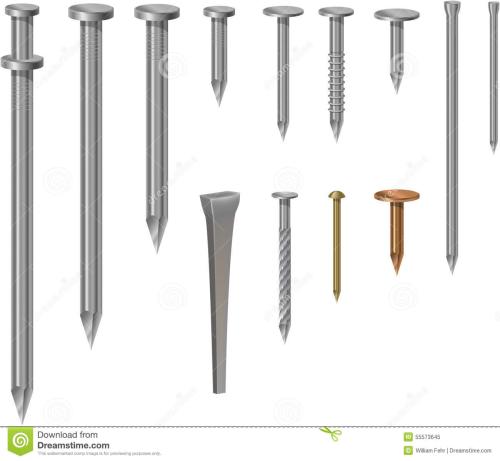 Download from
Dreamstime.com
This watermarked comp image is for previewing purposes only.
55573645
William Fehr | Dreamstime.com